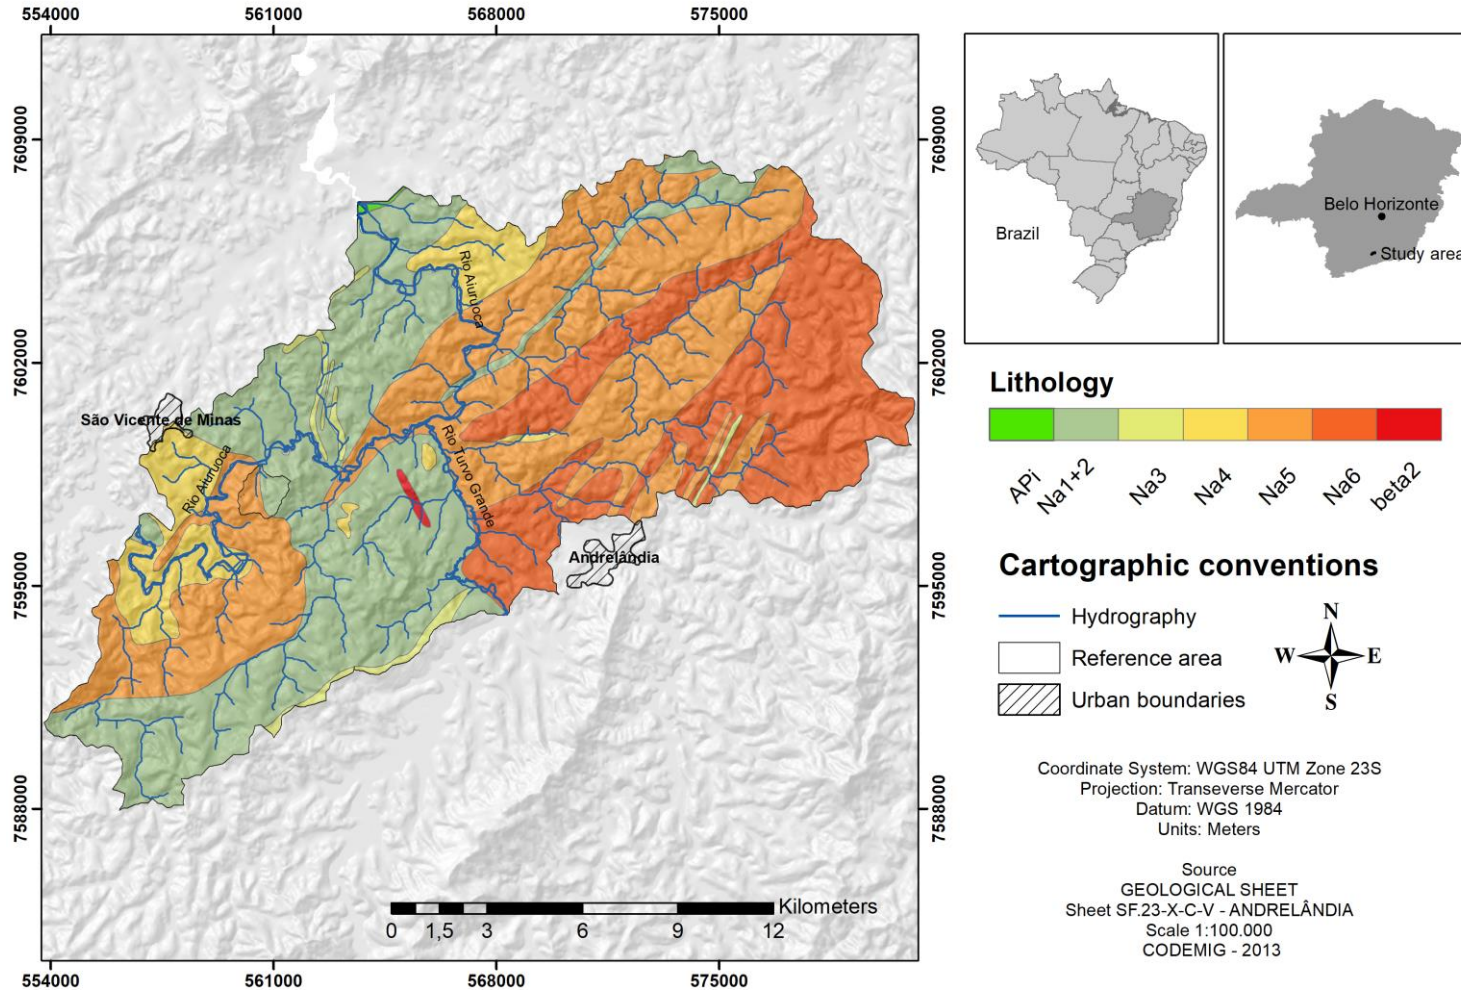 554000 561000 568000 575000
7609000
7602000
7595000
7588000
7609000
7602000
7595000
7588000
Rio Aiuruoca
São Vicente de Minas
Rio Aiuruoca
Rio Turvo Grande
Andrelândia
Kilometers
0 1,5 3 6 9 12
554000 561000 568000 575000
Brazil
Belo Horizonte
Study area
Lithology
APi
Na1+2
Na3
Na4
Na5
Na6
beta2
Cartographic conventions
Hydrography
Reference area
Urban boundaries
N
W E
S
Coordinate System: WGS84 UTM Zone 23S
Projection: Transeverse Mercator
Datum: WGS 1984
Units: Meters
Source
GEOLOGICAL SHEET
Sheet SF.23-X-C-V - ANDRELÂNDIA
Scale 1:100.000
CODEMIG - 2013